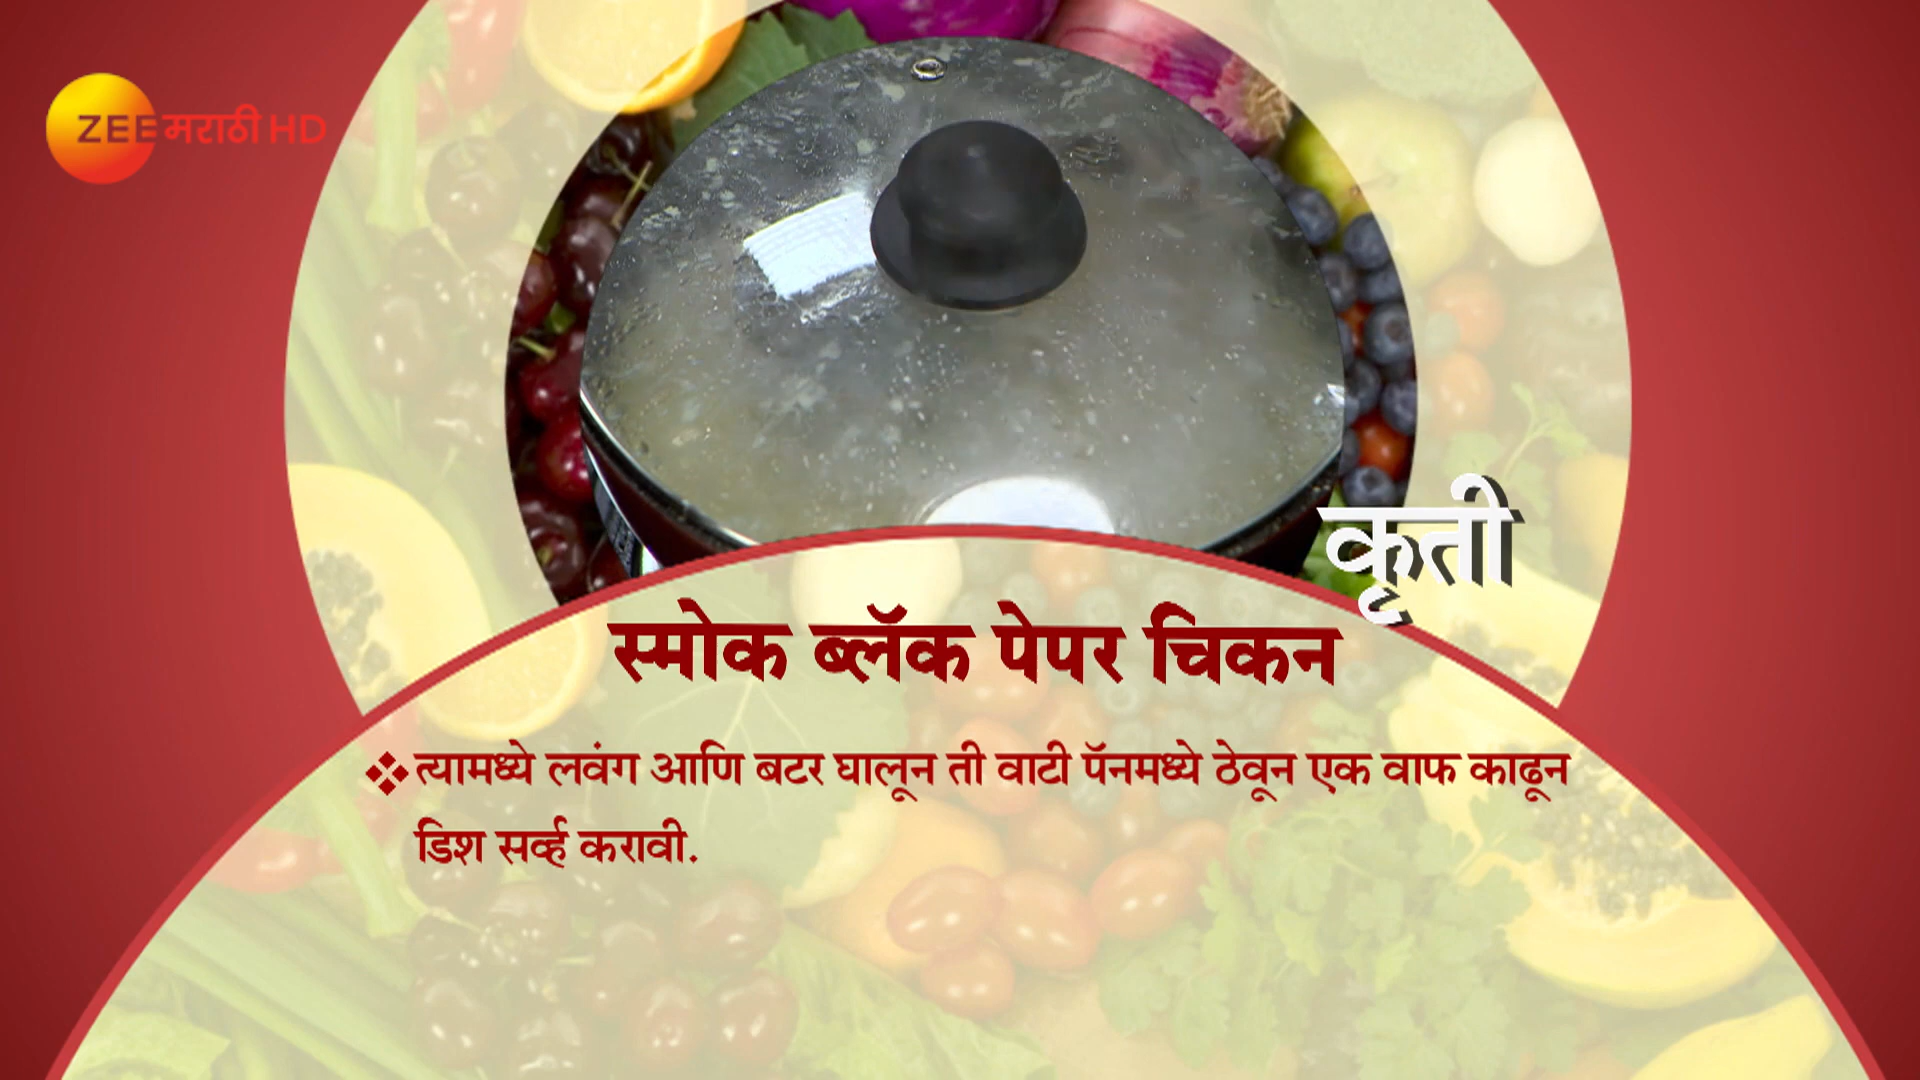 ZEE मराठी HD
कृती
स्मोक ब्लॅक पेपर चिकन
❖ त्यामध्ये लवंग आणि बटर घालून ती वाटी पॅनमध्ये ठेवून एक वाफ काढून
डिश सर्व्ह करावी.